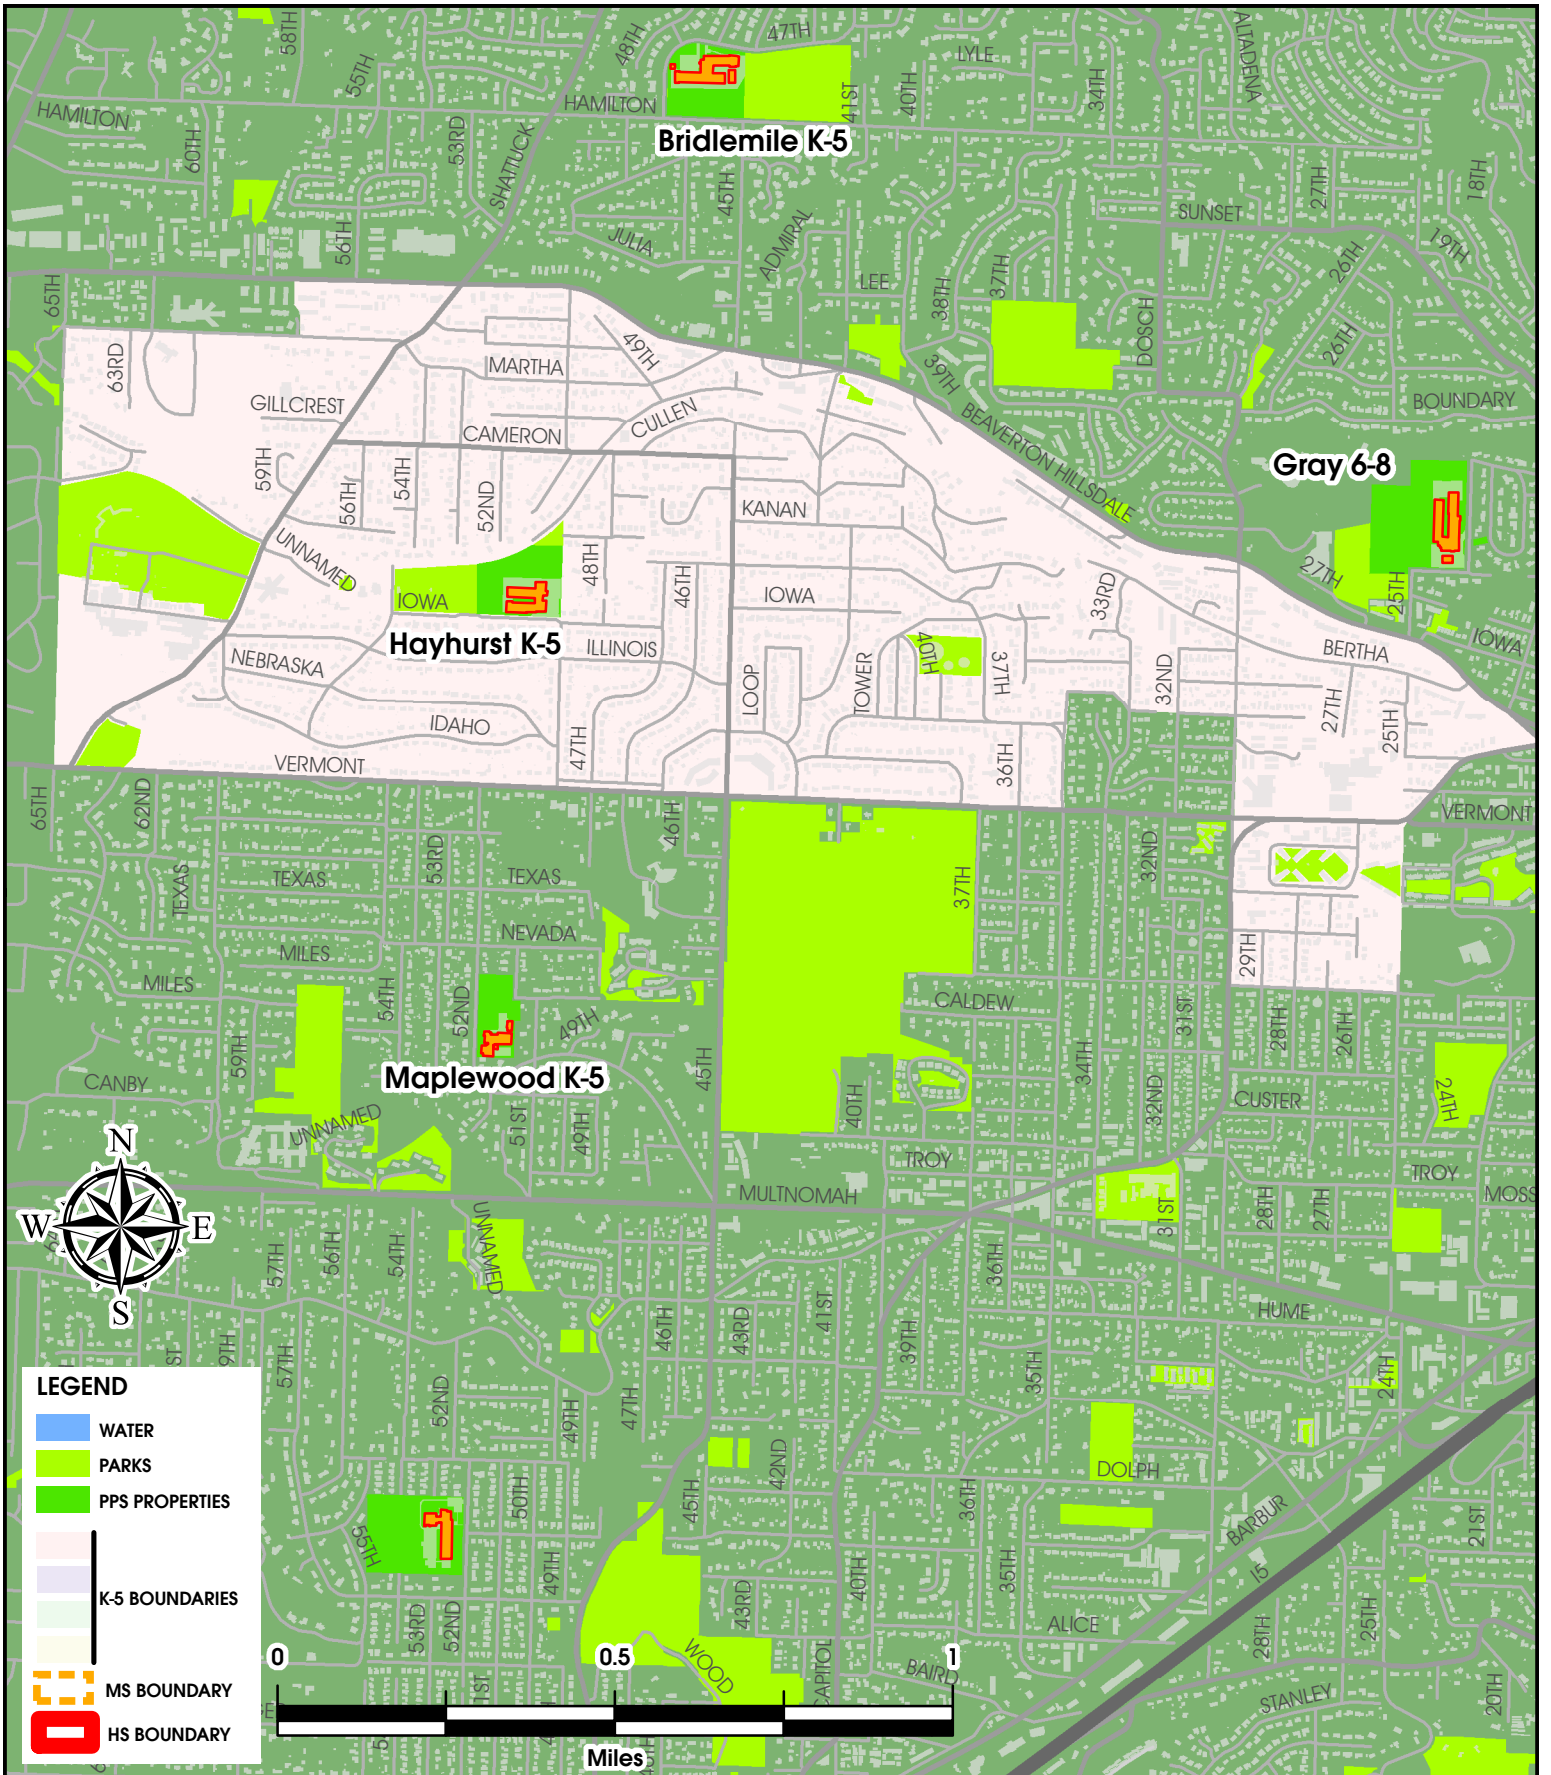 58TH
48TH
47TH
LYLE
ALTADENA
55TH
40TH
34TH
HAMILTON
HAMILTON
41ST
Bridlemile K-5
60TH
53RD
SHATTUCK
45TH
27TH
18TH
56TH
JULIA
ADMIRAL
SUNSET
19TH
26TH
LEE
38TH
37TH
65TH
DOSCH
26TH
63RD
MARTHA
49TH
39TH
GILLCREST
CULLEN
BEAVERTON HILLSDALE
BOUNDARY
CAMERON
59TH
54TH
Gray 6-8
56TH
52ND
KANAN
UNNAMED
48TH
46TH
27TH
25TH
IOWA
IOWA
33RD
Hayhurst K-5
ILLINOIS
40TH
BERTHA
IOWA
NEBRASKA
LOOP
TOWER
37TH
32ND
27TH
25TH
IDAHO
47TH
VERMONT
36TH
65TH
62ND
46TH
VERMONT
53RD
32ND
TEXAS
TEXAS
TEXAS
37TH
NEVADA
MILES
29TH
MILES
54TH
52ND
CALDEW
31ST
49TH
28TH
26TH
59TH
45TH
34TH
Maplewood K-5
CANBY
40TH
32ND
CUSTER
24TH
UNNAMED
51ST
49TH
N
TROY
TROY
MULTNOMAH
MOSS
W
E
UNNAMED
31ST
28TH
27TH
57TH
56TH
54TH
36TH
S
46TH
43RD
41ST
HUME
39TH
57TH
35TH
24TH
LEGEND
52ND
49TH
47TH
WATER
PARKS
42ND
DOLPH
PPS PROPERTIES
50TH
45TH
36TH
BARBUR
21ST
55TH
49TH
43RD
40TH
35TH
I5
K-5 BOUNDARIES
53RD
52ND
ALICE
28TH
25TH
0
0.5
1
WOOD
CAPITOL
BAIRD
MS BOUNDARY
STANLEY
20TH
HS BOUNDARY
Miles